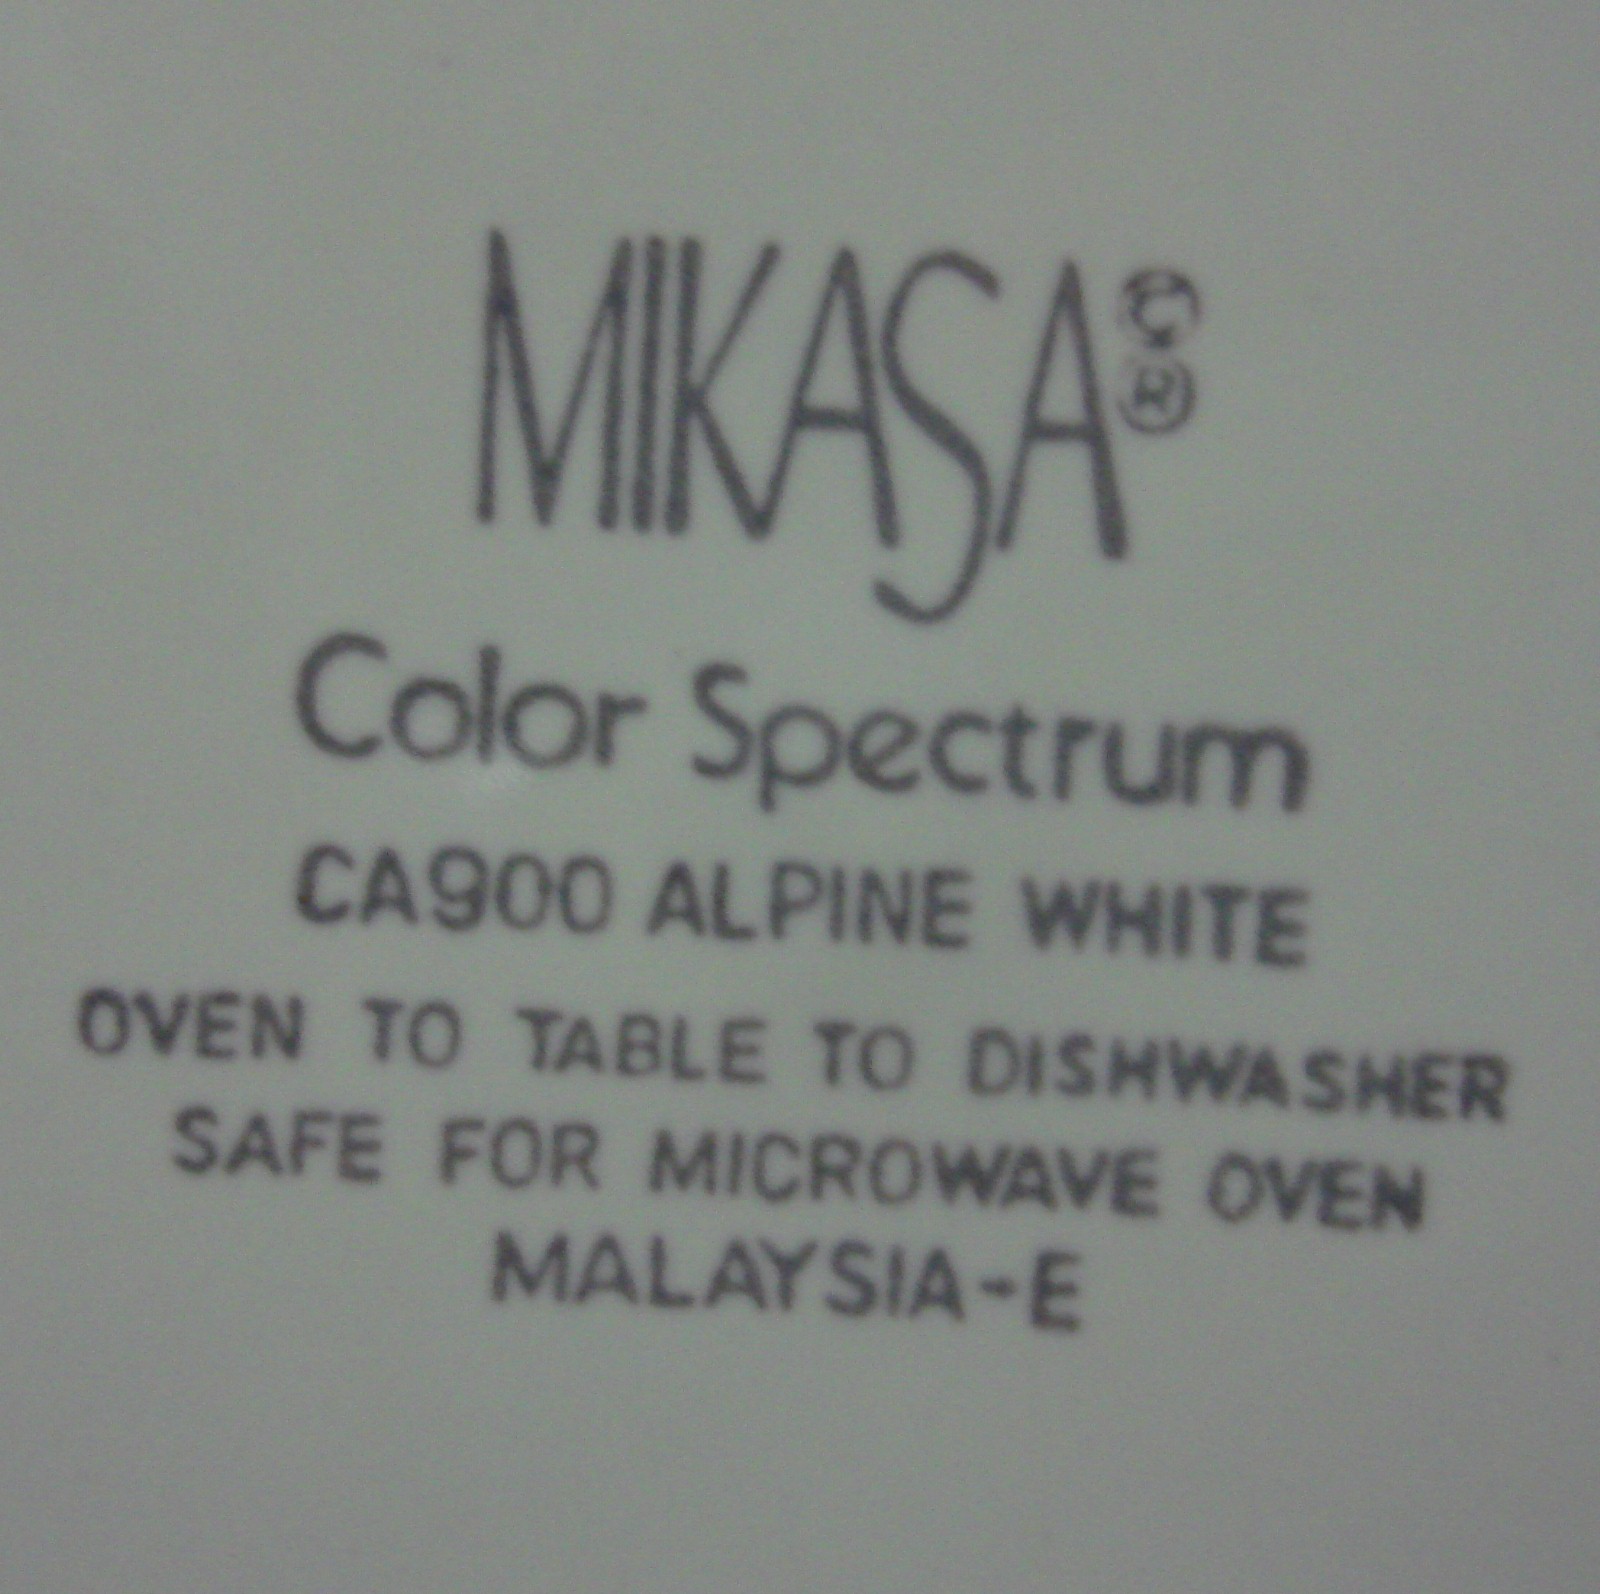 MIKASA©®
Color Spectrum
CA900 ALPINE WHITE
OVEN TO TABLE TO DISHWASHER
SAFE FOR MICROWAVE OVEN
MALAYSIA-E